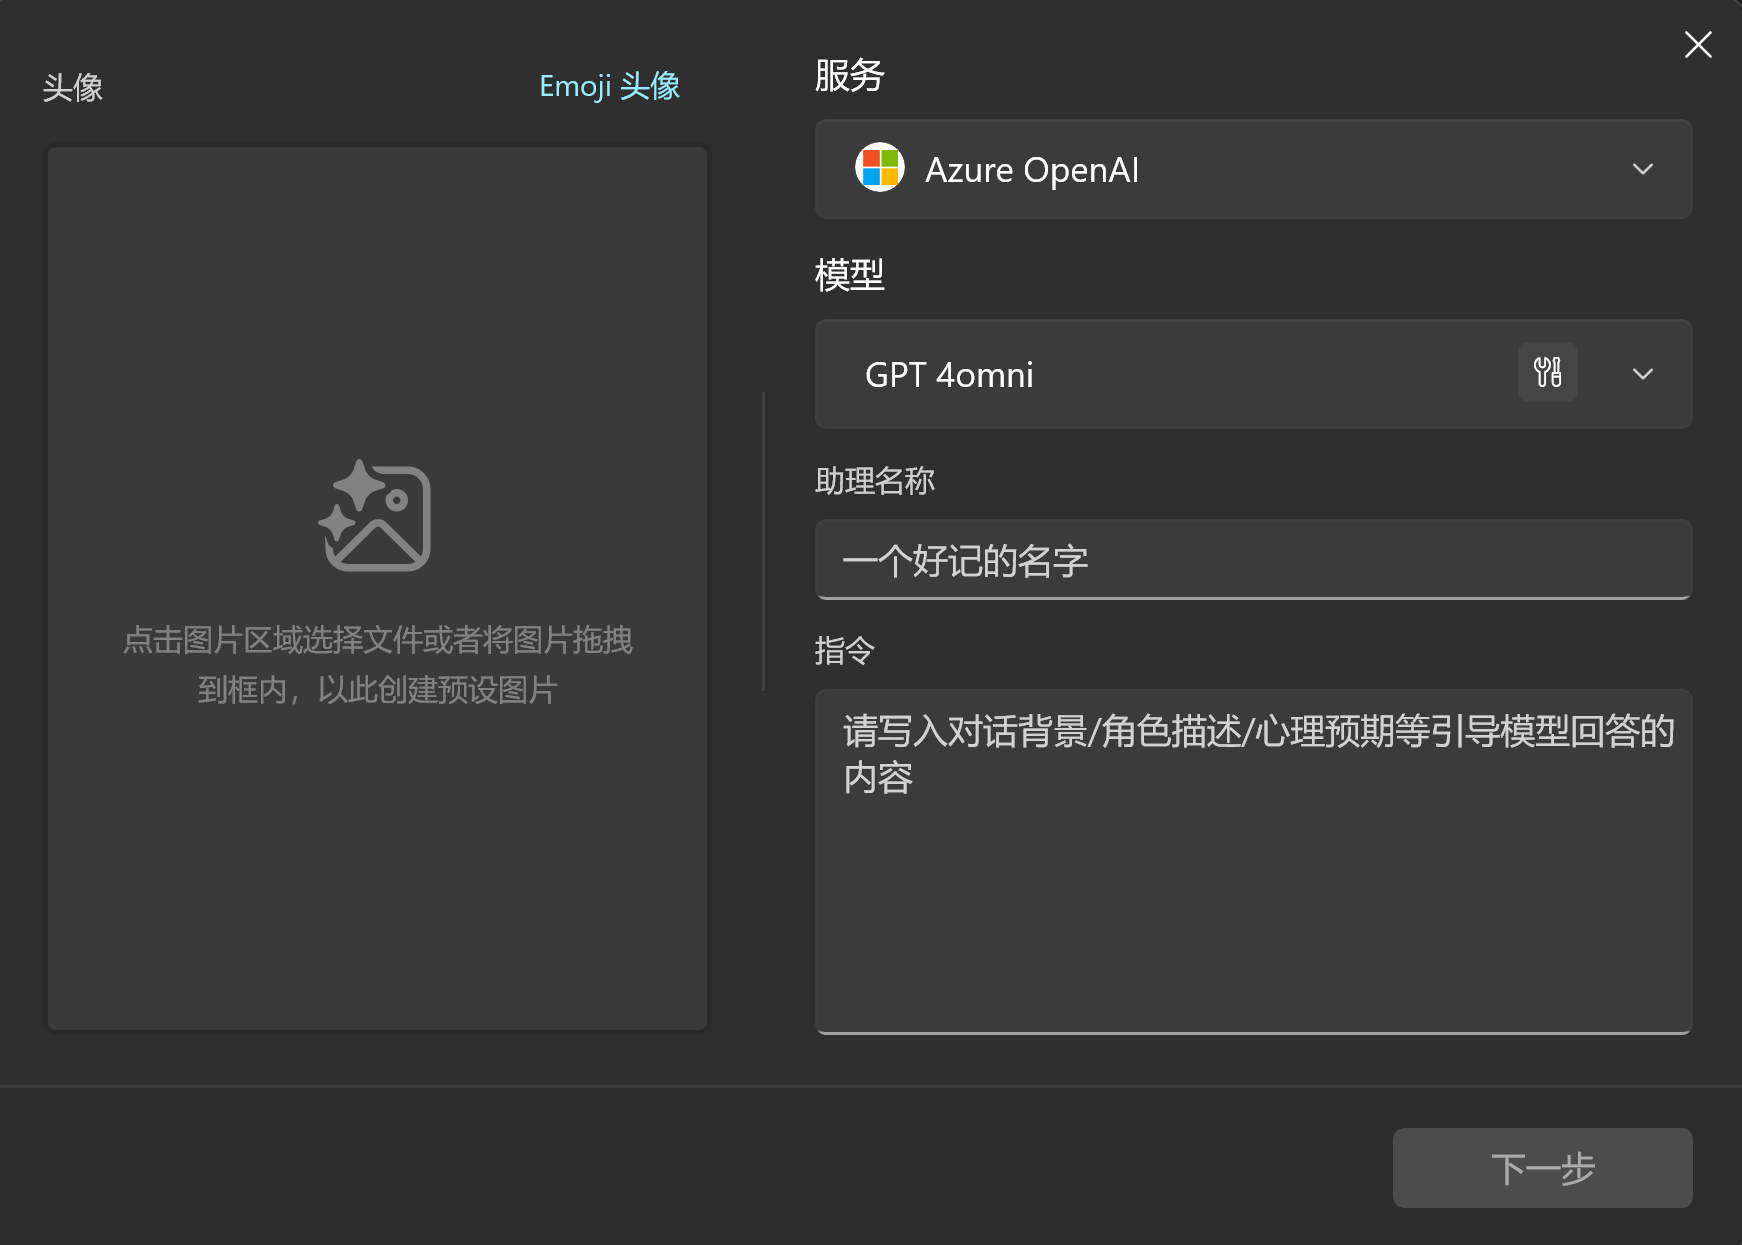 头像
Emoji 头像
点击图片区域选择文件或者将图片拖拽
到框内，以此创建预设图片
服务
Azure OpenAI
模型
GPT 4omni
助理名称
一个好记的名字
指令
请写入对话背景/角色描述/心理预期等引导模型回答的
内容
下一步